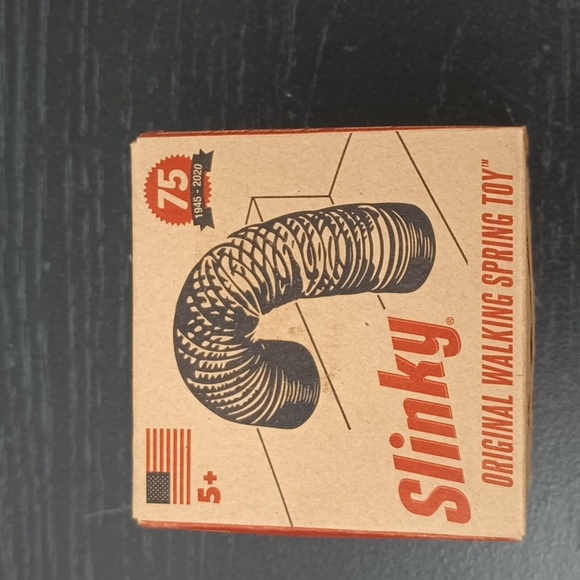 5+
75
1945 - 2020
Slinky®
ORIGINAL WALKING SPRING TOY™